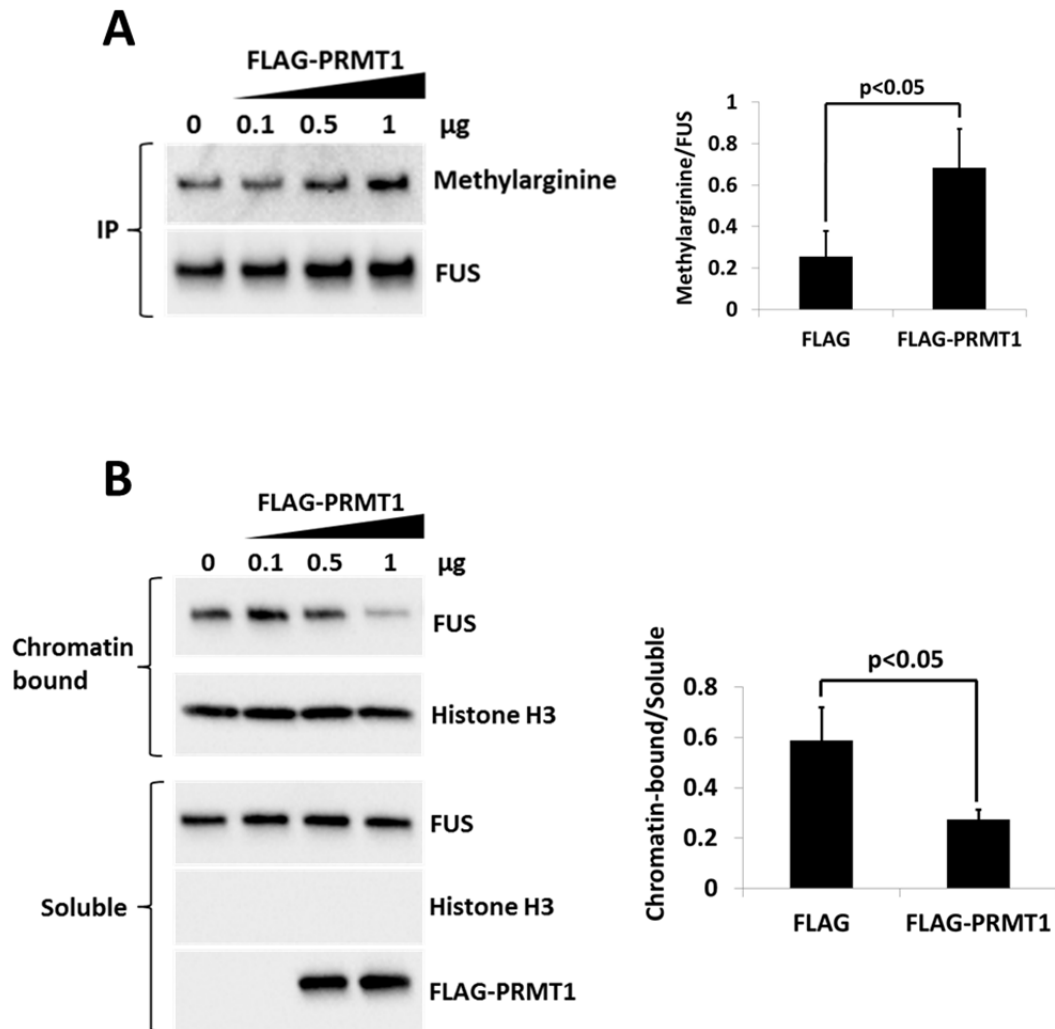 A
FLAG-PRMT1
0 0.1 0.5 1 µg
IP
Methylarginine
FUS
Methylarginine/FUS
1
0.8
0.6
0.4
0.2
0
p<0.05
FLAG FLAG-PRMT1
B
FLAG-PRMT1
0 0.1 0.5 1 µg
Chromatin
bound
FUS
Histone H3
Soluble
FUS
Histone H3
FLAG-PRMT1
Chromatin-bound/Soluble
0.8
0.6
0.4
0.2
0
p<0.05
FLAG FLAG-PRMT1